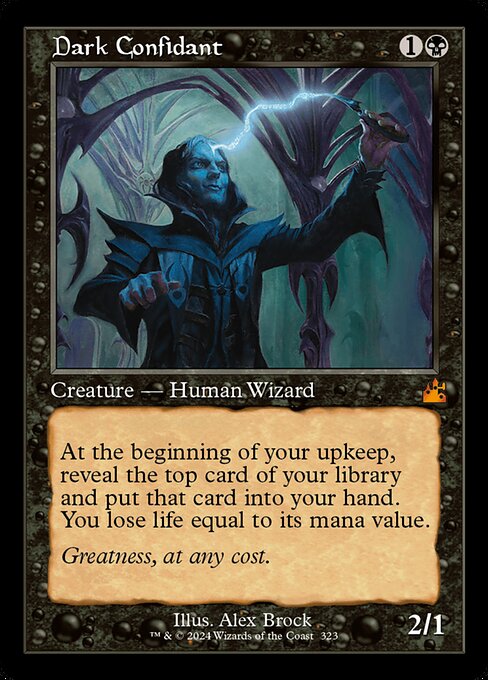 Dark Confidant 1
Creature — Human Wizard
At the beginning of your upkeep,
reveal the top card of your library
and put that card into your hand.
You lose life equal to its mana value.
Greatness, at any cost.
Illus. Alex Brock
™ & © 2024 Wizards of the Coast 323
2/1